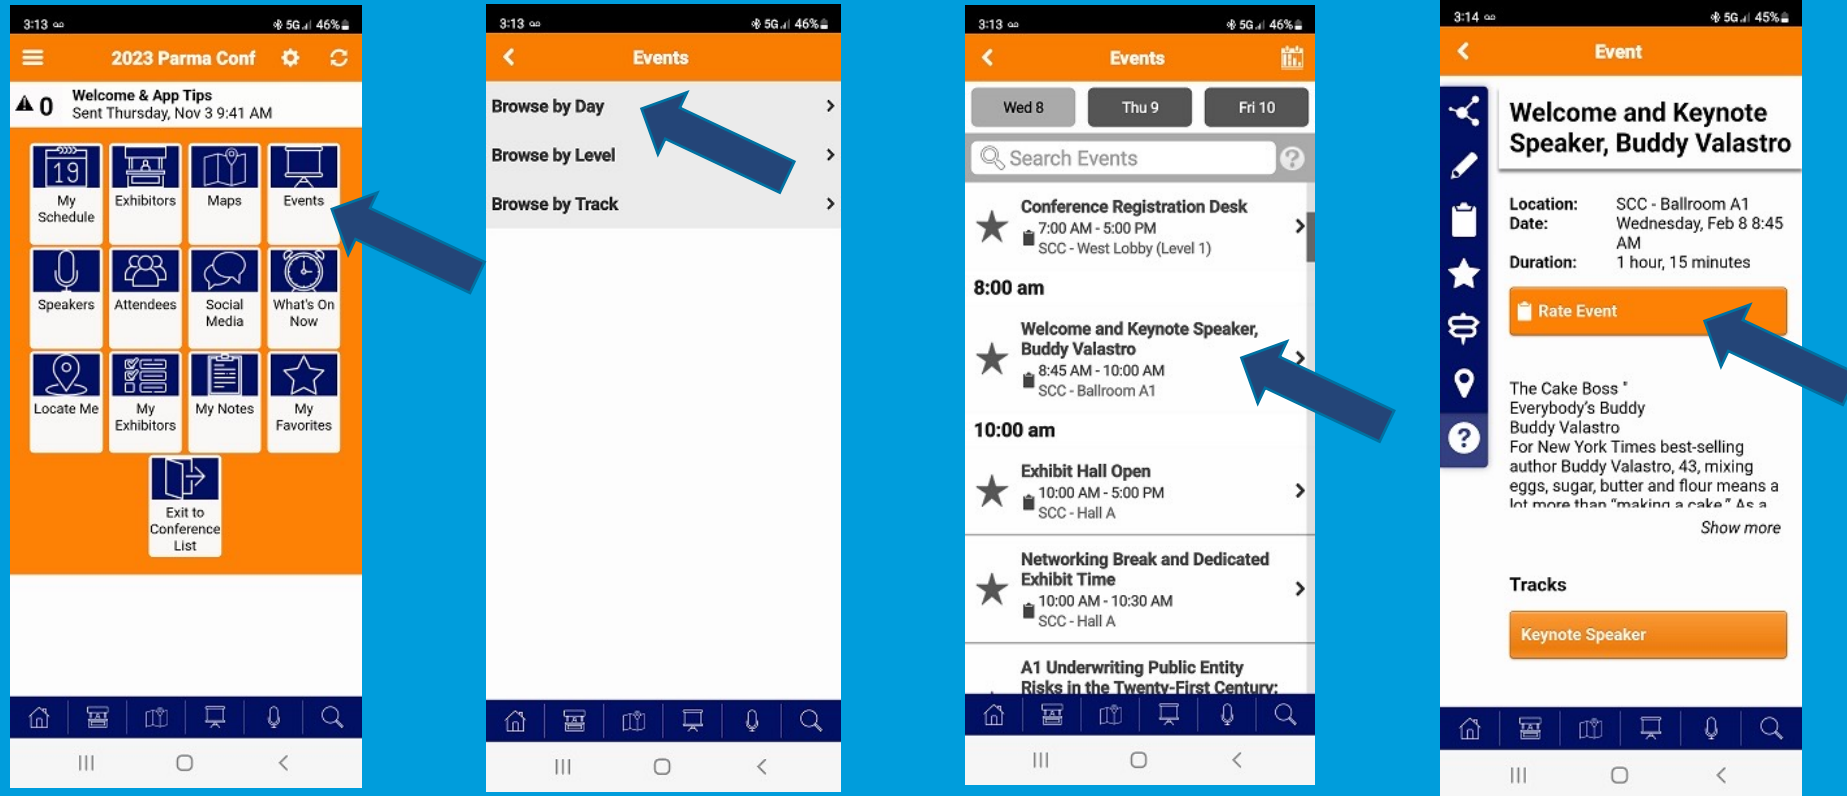 3:13
5G 46%
2023 Parma Conf
0
Welcome & App Tips
Sent Thursday, Nov 3 9:41 AM
19
My Schedule
Exhibitors
Maps
Events
Speakers
Attendees
Social Media
What's On Now
Locate Me
My Exhibitors
My Notes
My Favorites
Exit to
Conference
List
3:13
5G 46%
Events
Browse by Day
Browse by Level
Browse by Track
3:13
5G 46%
Events
Wed 8
Thu 9
Fri 10
Search Events
?
Conference Registration Desk
7:00 AM - 5:00 PM
SCC - West Lobby (Level 1)
8:00 am
Welcome and Keynote Speaker,
Buddy Valastro
8:45 AM - 10:00 AM
SCC - Ballroom A1
10:00 am
Exhibit Hall Open
10:00 AM - 5:00 PM
SCC - Hall A
Networking Break and Dedicated
Exhibit Time
10:00 AM - 10:30 AM
SCC - Hall A
A1 Underwriting Public Entity
Risks in the Twenty-First Century:
3:14
5G 45%
Event
?
Welcome and Keynote
Speaker, Buddy Valastro
Location: SCC - Ballroom A1
Date: Wednesday, Feb 8 8:45
AM
Duration: 1 hour, 15 minutes
Rate Event
The Cake Boss "
Everybody's Buddy
Buddy Valastro
For New York Times best-selling
author Buddy Valastro, 43, mixing
eggs, sugar, butter and flour means a
lot more than "making a cake." As a
Show more
Tracks
Keynote Speaker